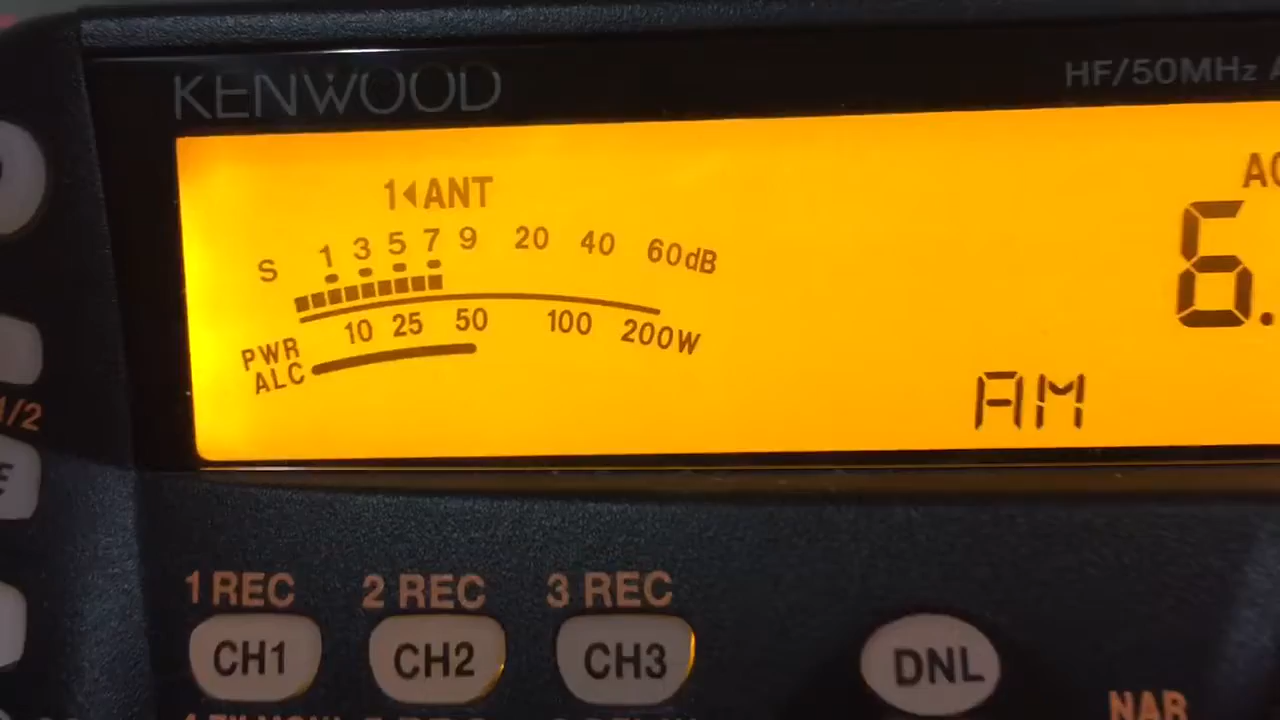 KENWOOD
HF/50MHz
1◂ANT
S 1 3 5 7 9 20 40 60dB
10 25 50 100 200W
PWR
ALC
6.
AM
1 REC 2 REC 3 REC
CH1 CH2 CH3 DNL
NAR